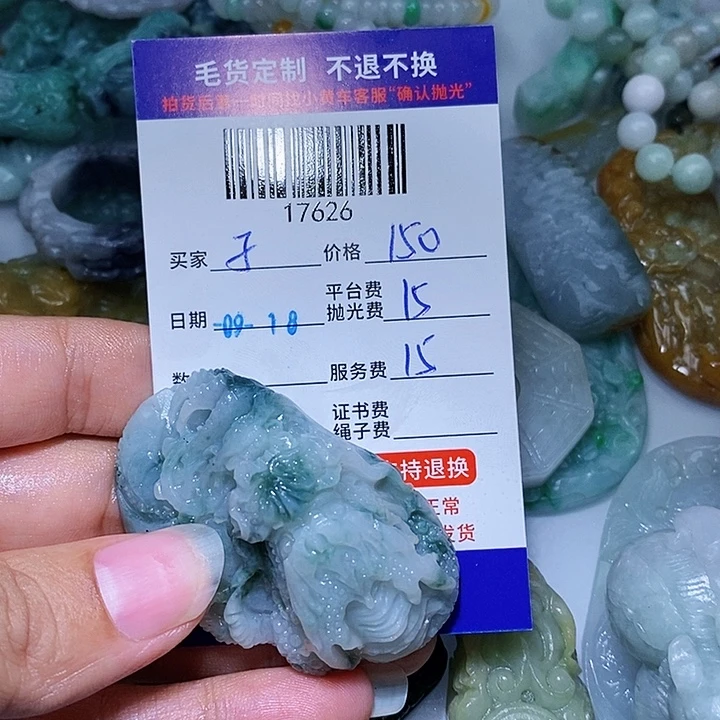 毛货定制 不退不换
拍货后第一时间找小黄车客服“确认抛光”
17626
买家 子 价格 150
日期 -09-18 平台费 抛光费 15
数 服务费 15
证书费
绳子费
持退换
正常
发货